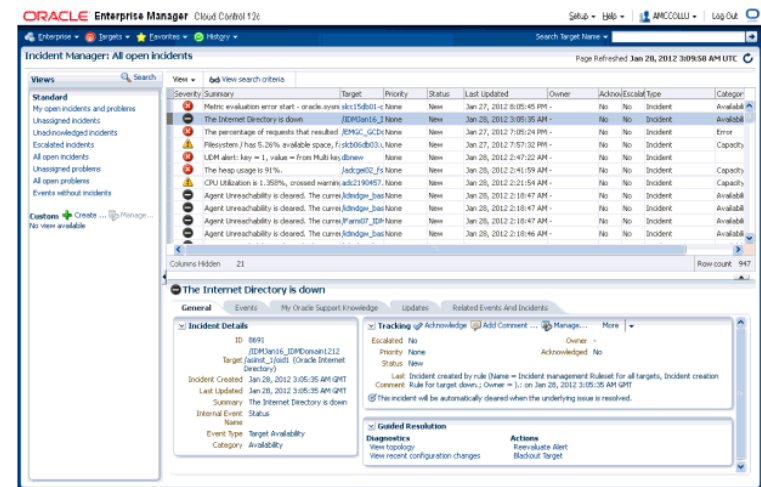 ORACLE Enterprise Manager Cloud Control 12c
Setup Help AMCCOLLU Log Out
Enterprise Targets Favorites History Search Target Name
Incident Manager: All open incidents
Page Refreshed Jan 28, 2012 3:09:58 AM UTC
Views Search
Standard
My open incidents and problems
Unassigned incidents
Unacknowledged incidents
Escalated incidents
All open incidents
Unassigned problems
All open problems
Events without incidents
Custom Create ... Manage...
No view available
View View search criteria
Severity Summary Target Priority Status Last Updated Owner Acknov Escalat Type Categor
Metric evaluation error start - oracle.sysm slcc15db01-c None New Jan 27, 2012 8:05:45 PM - No No Incident Availabili
The Internet Directory is down /IDMJan16_I None New Jan 28, 2012 3:05:35 AM - No No Incident Availabili
The percentage of requests that resulted /EMGC_GCDo None New Jan 27, 2012 7:05:24 PM - No No Incident Error
Filesystem / has 5.26% available space, fa slcb06db03.u None New Jan 27, 2012 7:57:32 PM - No No Incident Capacity
UDM alert: key = 1, value = from Multi key dbnew None New Jan 28, 2012 2:47:22 AM - No No Incident
The heap usage is 91%. /adcgei02_fs None New Jan 28, 2012 2:41:59 AM - No No Incident Capacity
CPU Utilization is 1.358%, crossed warning adc2190457. None New Jan 28, 2012 2:21:54 AM - No No Incident Capacity
Agent Unreachability is cleared. The curre /idmdgw_bas None New Jan 28, 2012 2:18:47 AM - No No Incident Availabili
Agent Unreachability is cleared. The curre /Farm07_IDM None New Jan 28, 2012 2:18:47 AM - No No Incident Availabili
Agent Unreachability is cleared. The curre /idmdgw_bas None New Jan 28, 2012 2:18:46 AM - No No Incident Availabili
Columns Hidden 21 Row count 947
The Internet Directory is down
General Events My Oracle Support Knowledge Updates Related Events And Incidents
Incident Details
ID 8691
Target /IDMJan16_IDMDomain1212
/asinst_1/oid1 (Oracle Internet
Directory)
Incident Created Jan 28, 2012 3:05:35 AM GMT
Last Updated Jan 28, 2012 3:05:35 AM GMT
Summary The Internet Directory is down
Internal Event Name Status
Event Type Target Availability
Category Availability
Tracking Acknowledge Add Comment ... Manage... More
Escalated No Owner -
Priority None Acknowledged No
Status New
Last Comment Incident created by rule (Name = Incident management Ruleset for all targets, Incident creation
Rule for target down.; Owner = ).: on Jan 28, 2012 3:05:35 AM GMT
This incident will be automatically cleared when the underlying issue is resolved.
Guided Resolution
Diagnostics Actions
View topology Reevaluate Alert
View recent configuration changes Blackout Target